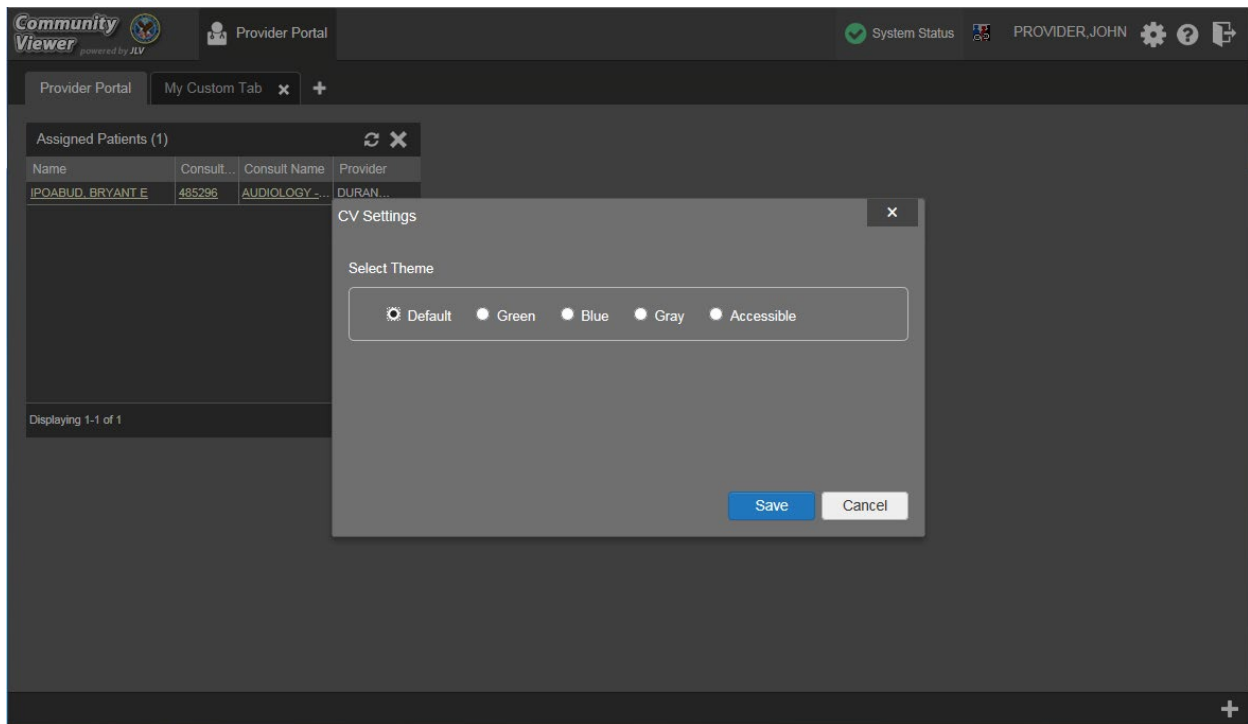 Community
Viewer powered by JLV
Provider Portal
System Status
PROVIDER,JOHN
Provider Portal
My Custom Tab
Assigned Patients (1)
Name Consult... Consult Name Provider
IPOABUD, BRYANT E 485296 AUDIOLOGY -... DURAN...
CV Settings
Select Theme
Default Green Blue Gray Accessible
Displaying 1-1 of 1
Save Cancel